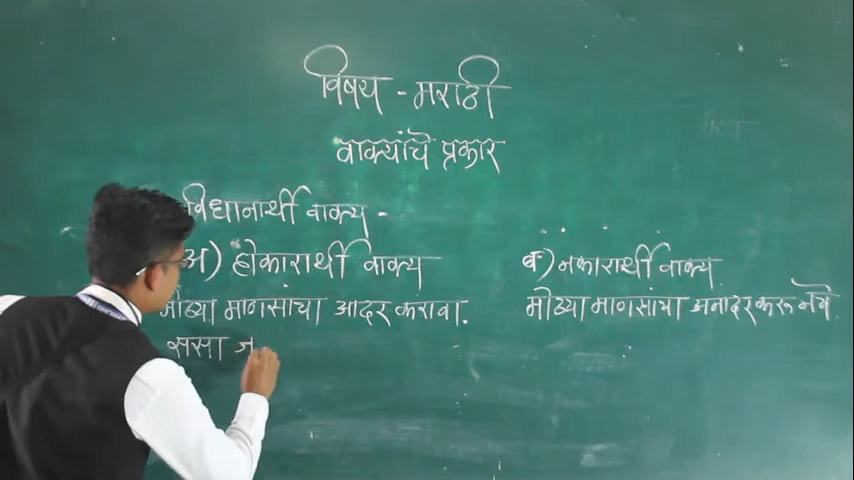 विषय - मराठी
वाक्यांचे प्रकार
विधानार्थी वाक्य -
अ) होकारार्थी वाक्य
मोठ्या माणसांचा आदर करावा.
ससा ज
ब) नकारार्थी वाक्य
मोठ्या माणसांचा अनादर करू नये.